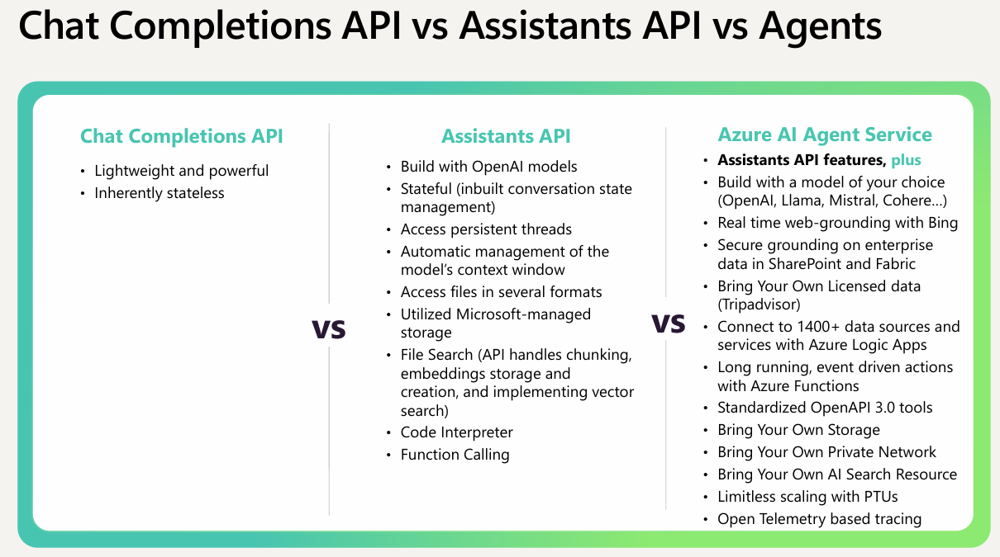 Chat Completions API vs Assistants API vs Agents
Chat Completions API
• Lightweight and powerful
• Inherently stateless
vs
Assistants API
• Build with OpenAI models
• Stateful (inbuilt conversation state
management)
• Access persistent threads
• Automatic management of the
model’s context window
• Access files in several formats
• Utilized Microsoft-managed
storage
• File Search (API handles chunking,
embeddings storage and
creation, and implementing vector
search)
• Code Interpreter
• Function Calling
vs
Azure AI Agent Service
• Assistants API features, plus
• Build with a model of your choice
(OpenAI, Llama, Mistral, Cohere...)
• Real time web-grounding with Bing
• Secure grounding on enterprise
data in SharePoint and Fabric
• Bring Your Own Licensed data
(Tripadvisor)
• Connect to 1400+ data sources and
services with Azure Logic Apps
• Long running, event driven actions
with Azure Functions
• Standardized OpenAPI 3.0 tools
• Bring Your Own Storage
• Bring Your Own Private Network
• Bring Your Own AI Search Resource
• Limitless scaling with PTUs
• Open Telemetry based tracing